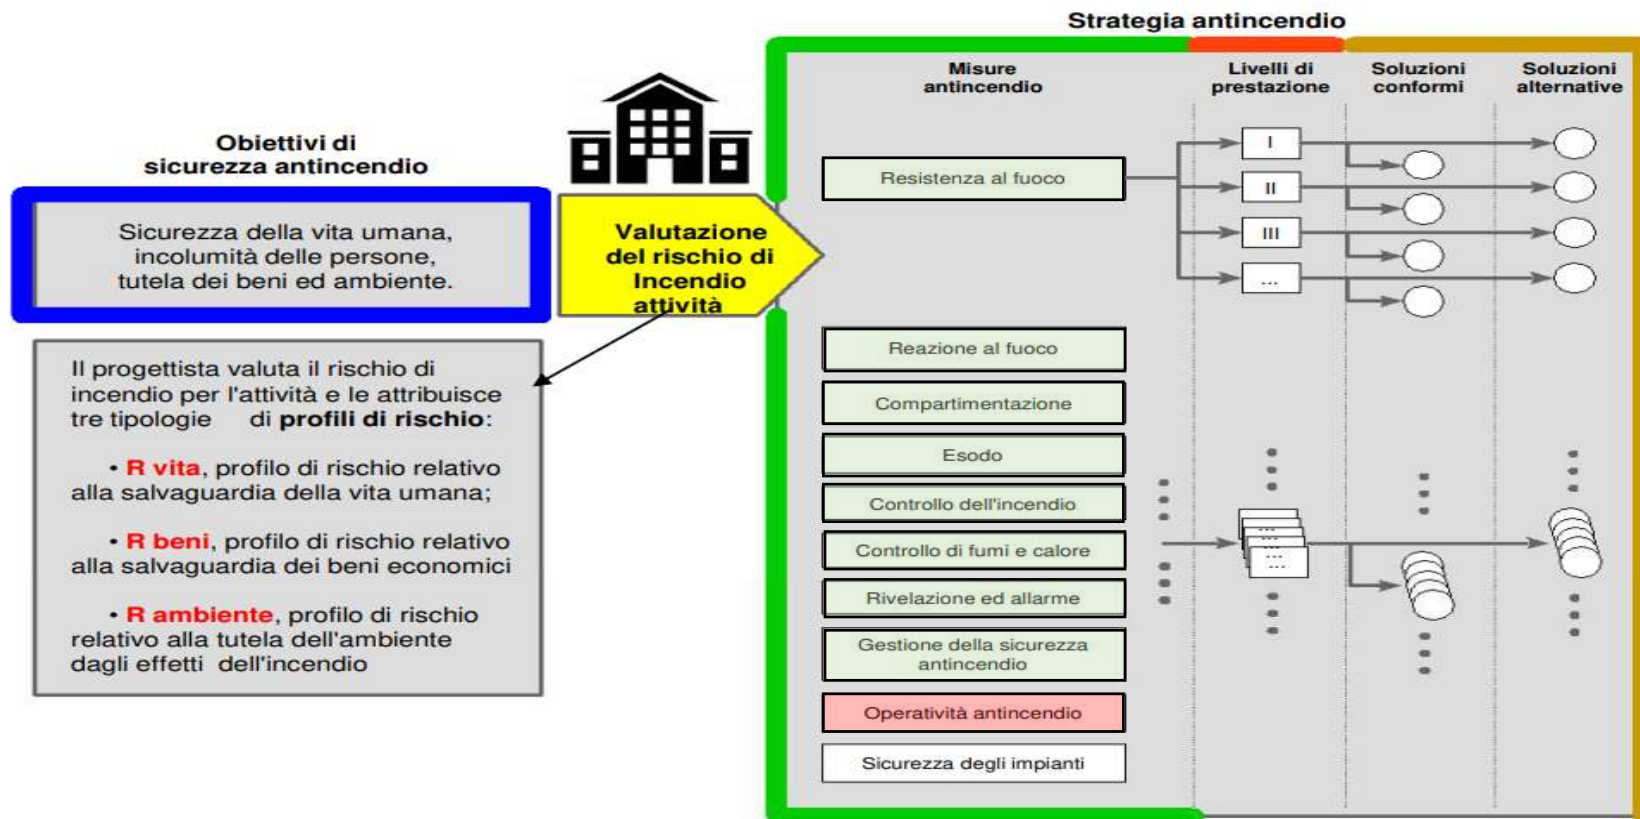 Strategia antincendio
Obiettivi di
sicurezza antincendio
Sicurezza della vita umana,
incolumità delle persone,
tutela dei beni ed ambiente.
Valutazione
del rischio di
Incendio
attività
Il progettista valuta il rischio di
incendio per l'attività e le attribuisce
tre tipologie di profili di rischio:
• R vita, profilo di rischio relativo
alla salvaguardia della vita umana;
• R beni, profilo di rischio relativo
alla salvaguardia dei beni economici
• R ambiente, profilo di rischio
relativo alla tutela dell'ambiente
dagli effetti dell'incendio
Misure
antincendio
Livelli di
prestazione
Soluzioni
conformi
Soluzioni
alternative
Resistenza al fuoco
I
II
III
...
Reazione al fuoco
Compartimentazione
Esodo
Controllo dell'incendio
Controllo di fumi e calore
Rivelazione ed allarme
Gestione della sicurezza
antincendio
Operatività antincendio
Sicurezza degli impianti
...
...
...
...
...